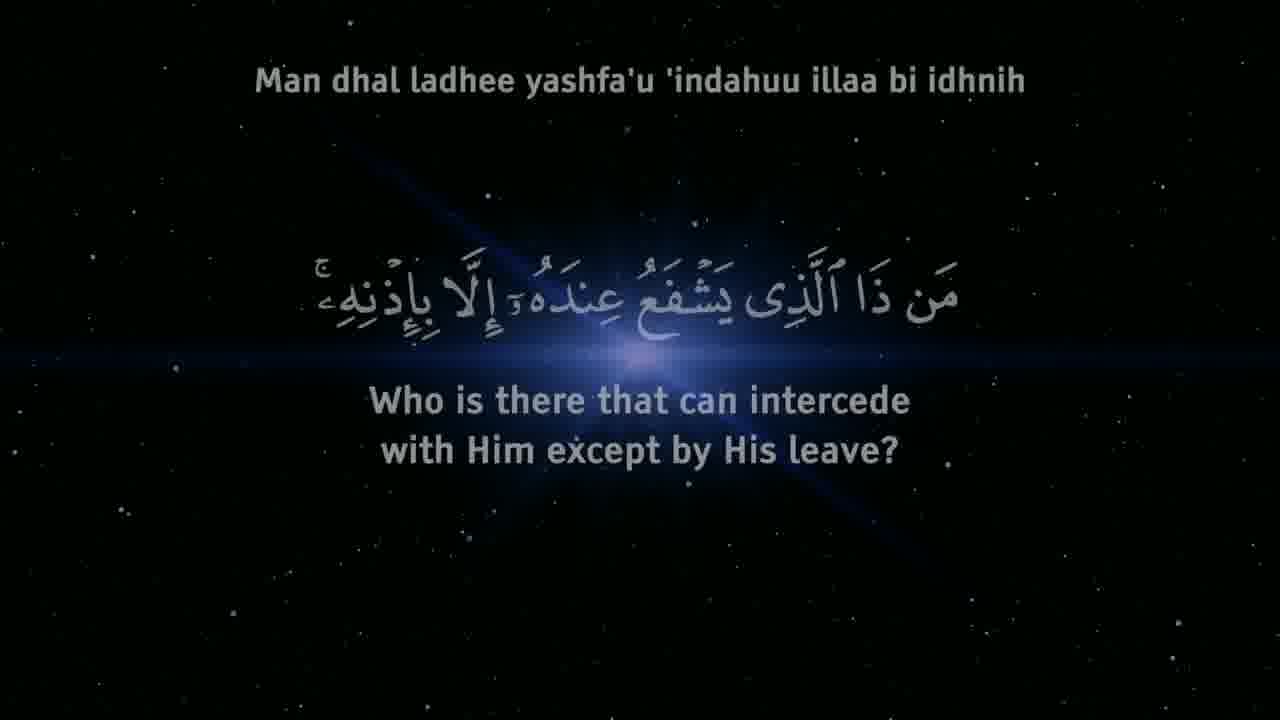 Man dhal ladhee yashfa'u 'indahuu illaa bi idhnih
مَن ذَا ٱلَّذِى يَشْفَعُ عِندَهُۥٓ إِلَّا بِإِذْنِهِۦ ۚ
Who is there that can intercede
with Him except by His leave?